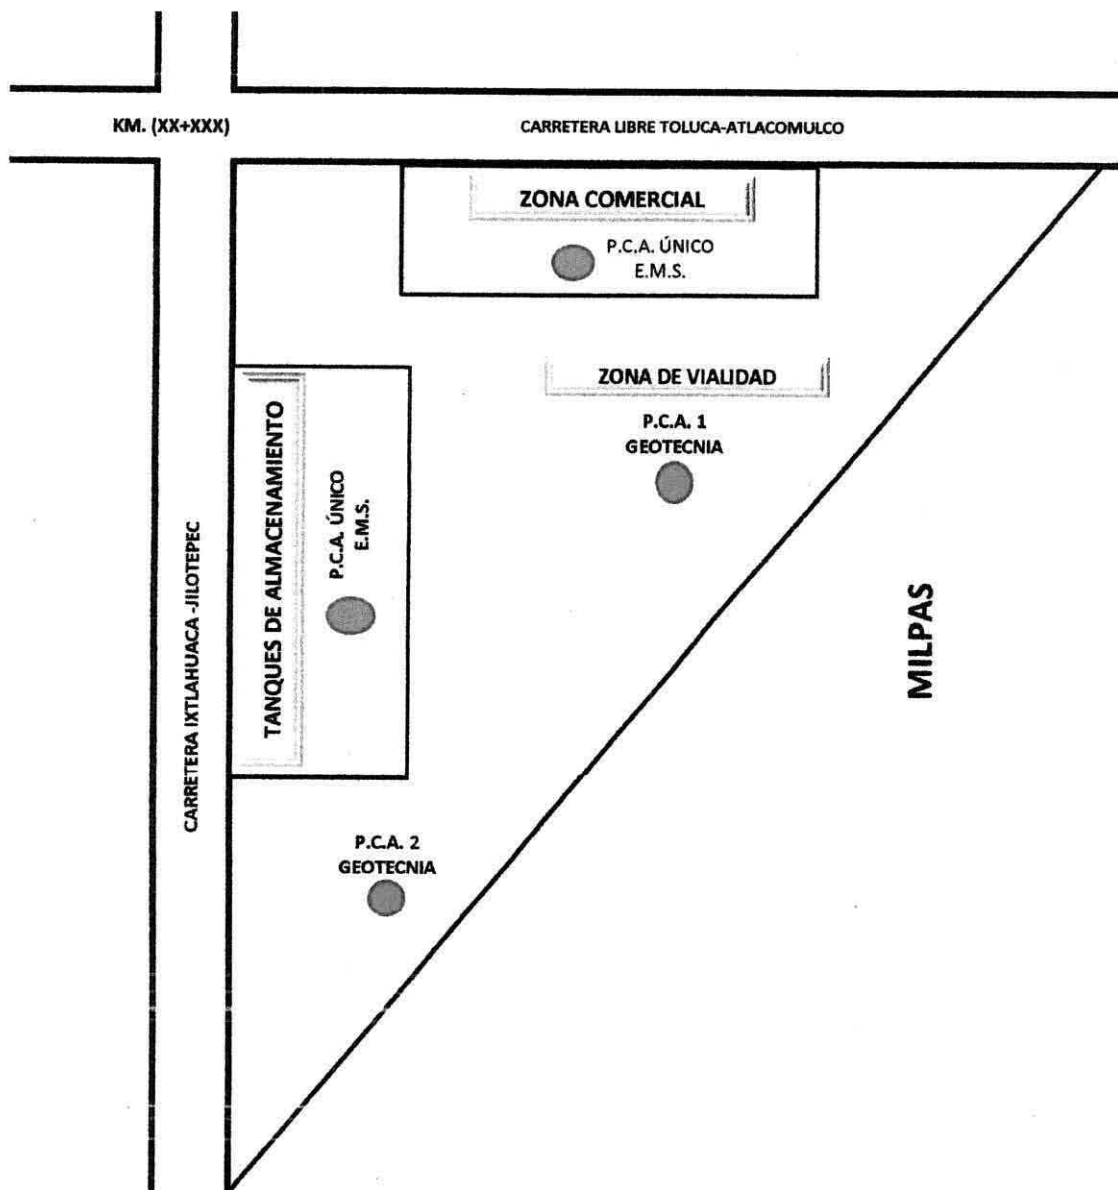 KM. (XX+XXX)
CARRETERA LIBRE TOLUCA-ATLACOMULCO
ZONA COMERCIAL
P.C.A. ÚNICO
E.M.S.
ZONA DE VIALIDAD
P.C.A. 1
GEOTECNIA
TANQUES DE ALMACENAMIENTO
P.C.A. ÚNICO
E.M.S.
CARRETERA IXTLAHUACA -JILOTEPEC
MILPAS
P.C.A. 2
GEOTECNIA